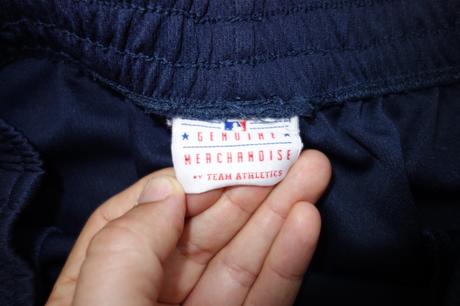 ★ GENUINE ★
MERCHANDISE
BY TEAM ATHLETICS